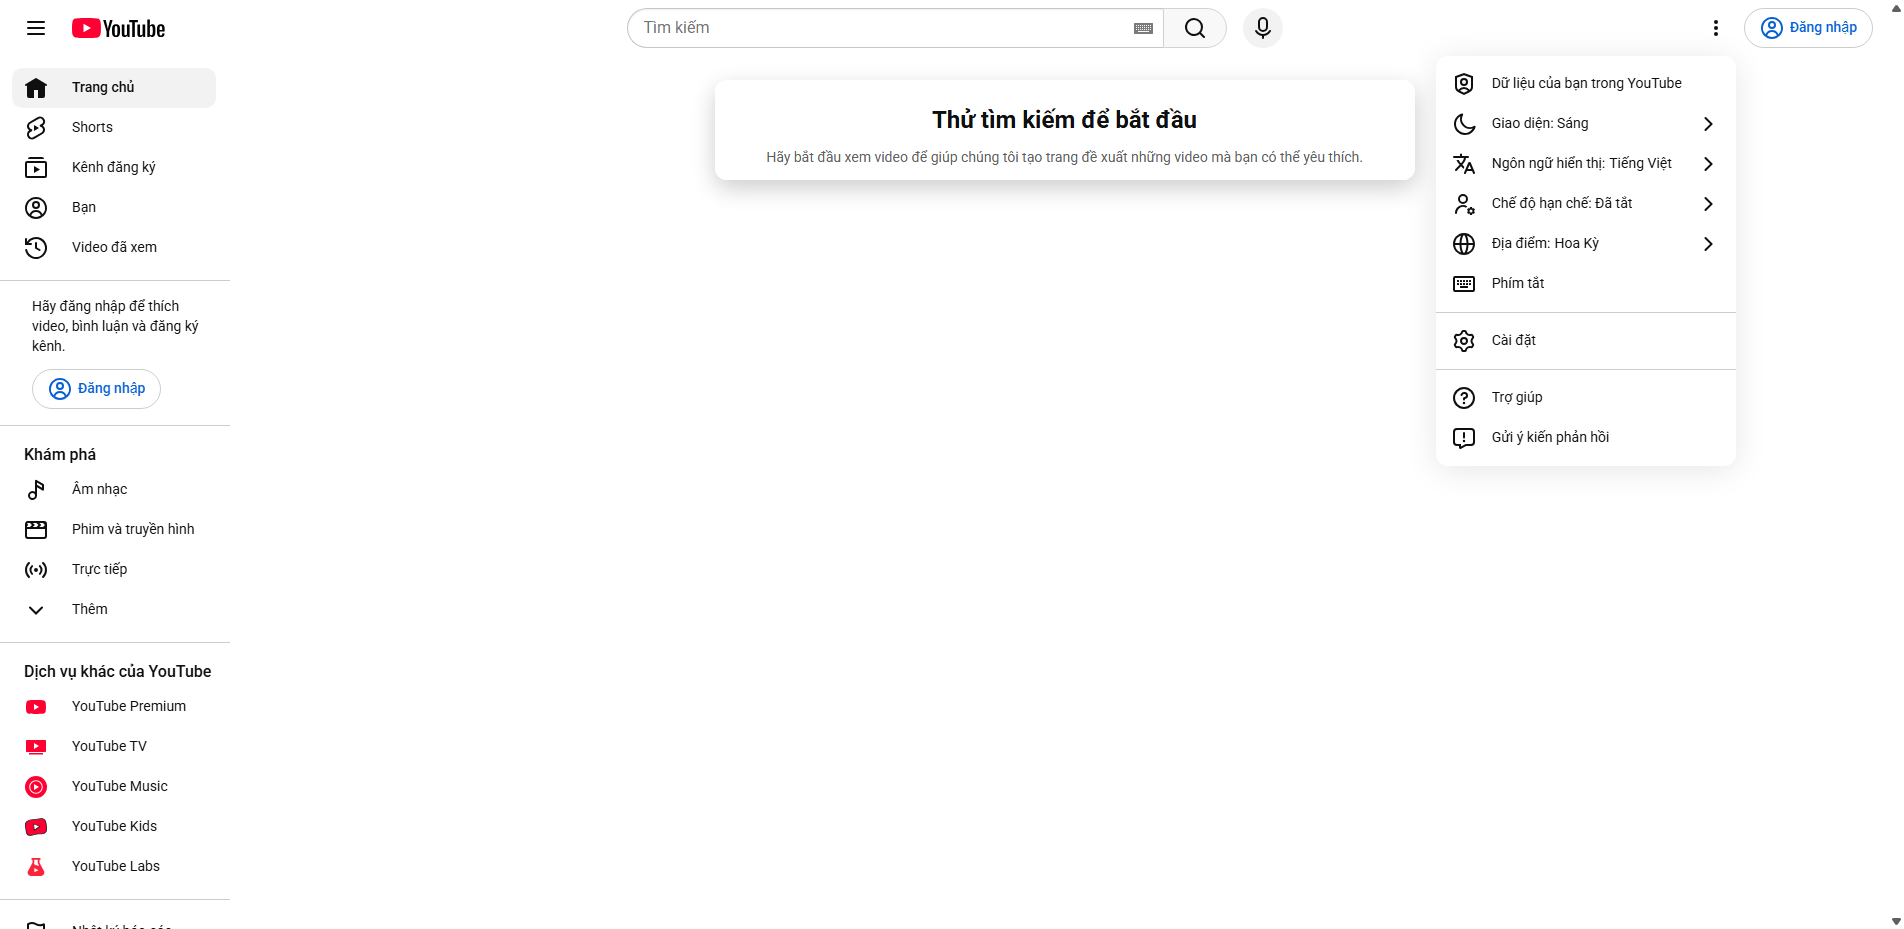 YouTube
Tìm kiếm
Đăng nhập
Trang chủ
Shorts
Kênh đăng ký
Bạn
Video đã xem
Hãy đăng nhập để thích
video, bình luận và đăng ký
kênh.
Đăng nhập
Khám phá
Âm nhạc
Phim và truyền hình
Trực tiếp
Thêm
Dịch vụ khác của YouTube
YouTube Premium
YouTube TV
YouTube Music
YouTube Kids
YouTube Labs
Thử tìm kiếm để bắt đầu
Hãy bắt đầu xem video để giúp chúng tôi tạo trang đề xuất những video mà bạn có thể yêu thích.
Dữ liệu của bạn trong YouTube
Giao diện: Sáng
Ngôn ngữ hiển thị: Tiếng Việt
Chế độ hạn chế: Đã tắt
Địa điểm: Hoa Kỳ
Phím tắt
Cài đặt
Trợ giúp
Gửi ý kiến phản hồi